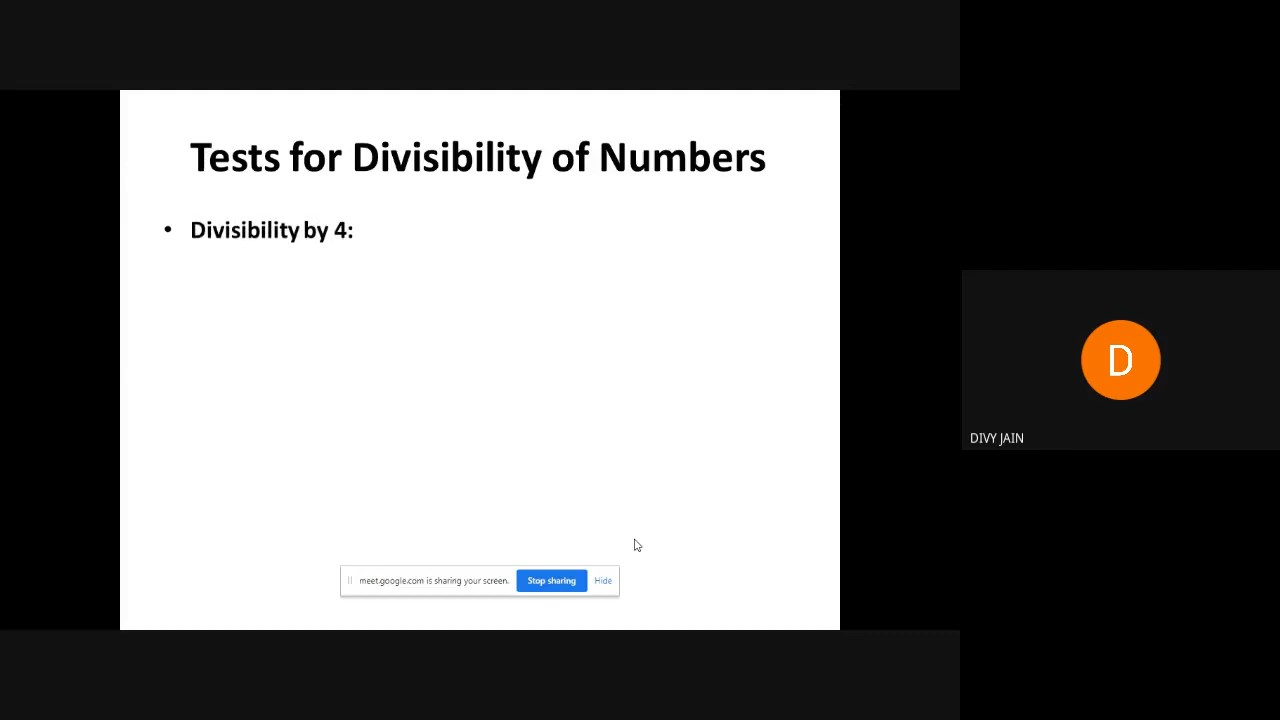 Tests for Divisibility of Numbers
• Divisibility by 4:
D
DIVY JAIN
meet.google.com is sharing your screen. Stop sharing Hide